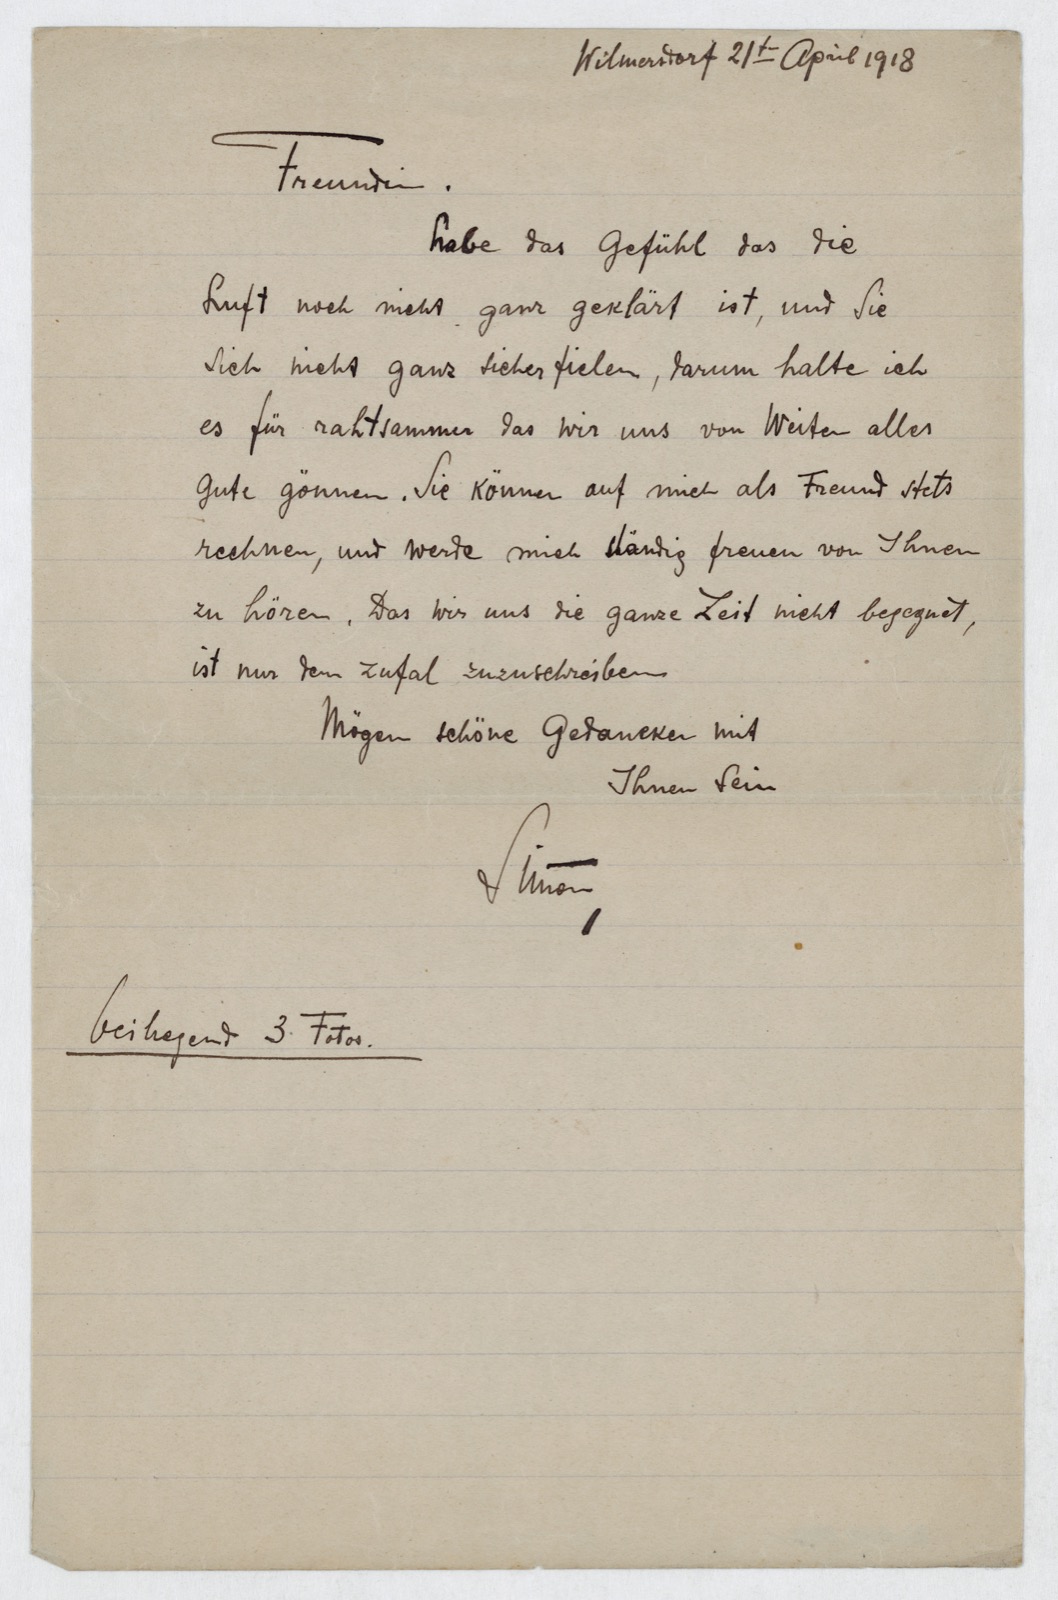 Wilmersdorf 21t April 1918
Freundin.
habe das Gefühl das die
Luft noch nicht ganz geklärt ist, und Sie
Sich nicht ganz sicher fielen, darum halte ich
es für rahtsammer das wir uns von Weiten alles
Gute gönnen. Sie können auf mich als Freund stets
rechnen, und werde mich ständig freuen von Ihnen
zu hören. Das wir uns die ganze Zeit nicht begegnet,
ist nur dem Zufal zuzuschreiben
Mögen schöne Gedancken mit
Ihnen Sein
Simon
beiliegend 3 Fotos.